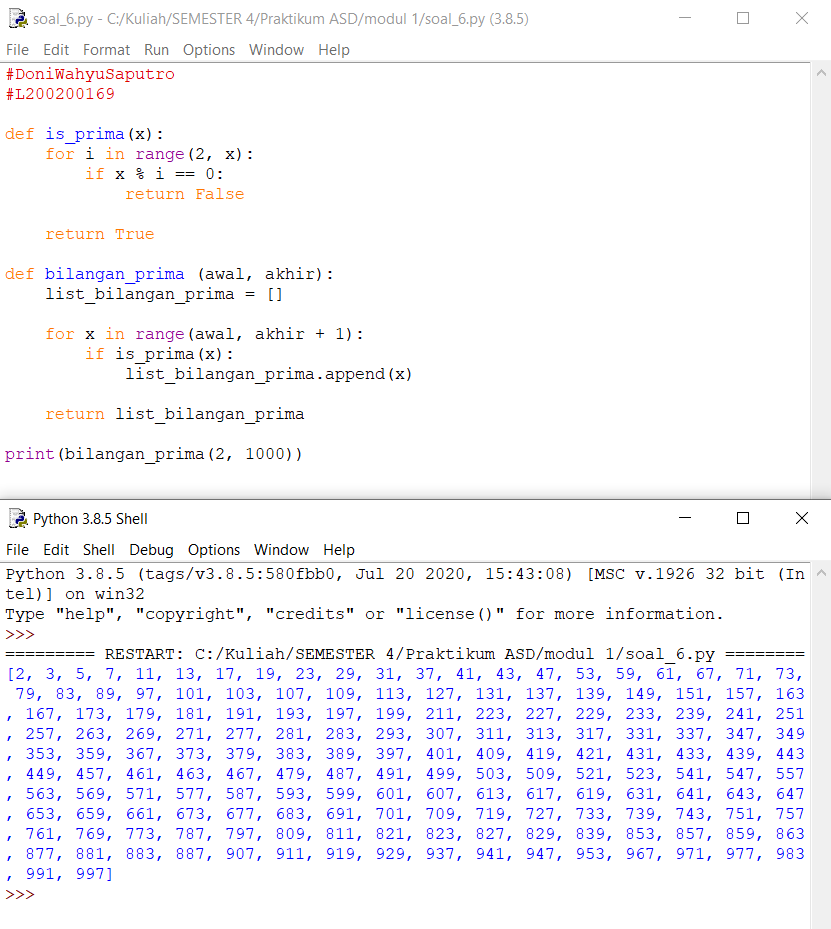 soal_6.py - C:/Kuliah/SEMESTER 4/Praktikum ASD/modul 1/soal_6.py (3.8.5)
File Edit Format Run Options Window Help
#DoniWahyuSaputro
#L200200169
def is_prima(x):
    for i in range(2, x):
        if x % i == 0:
            return False
    return True
def bilangan_prima (awal, akhir):
    list_bilangan_prima = []
    for x in range(awal, akhir + 1):
        if is_prima(x):
            list_bilangan_prima.append(x)
    return list_bilangan_prima
print(bilangan_prima(2, 1000))
Python 3.8.5 Shell
File Edit Shell Debug Options Window Help
Python 3.8.5 (tags/v3.8.5:580fbb0, Jul 20 2020, 15:43:08) [MSC v.1926 32 bit (In
tel)] on win32
Type "help", "copyright", "credits" or "license()" for more information.
>>>
========= RESTART: C:/Kuliah/SEMESTER 4/Praktikum ASD/modul 1/soal_6.py ========
[2, 3, 5, 7, 11, 13, 17, 19, 23, 29, 31, 37, 41, 43, 47, 53, 59, 61, 67, 71, 73,
 79, 83, 89, 97, 101, 103, 107, 109, 113, 127, 131, 137, 139, 149, 151, 157, 163
, 167, 173, 179, 181, 191, 193, 197, 199, 211, 223, 227, 229, 233, 239, 241, 251
, 257, 263, 269, 271, 277, 281, 283, 293, 307, 311, 313, 317, 331, 337, 347, 349
, 353, 359, 367, 373, 379, 383, 389, 397, 401, 409, 419, 421, 431, 433, 439, 443
, 449, 457, 461, 463, 467, 479, 487, 491, 499, 503, 509, 521, 523, 541, 547, 557
, 563, 569, 571, 577, 587, 593, 599, 601, 607, 613, 617, 619, 631, 641, 643, 647
, 653, 659, 661, 673, 677, 683, 691, 701, 709, 719, 727, 733, 739, 743, 751, 757
, 761, 769, 773, 787, 797, 809, 811, 821, 823, 827, 829, 839, 853, 857, 859, 863
, 877, 881, 883, 887, 907, 911, 919, 929, 937, 941, 947, 953, 967, 971, 977, 983
, 991, 997]
>>>